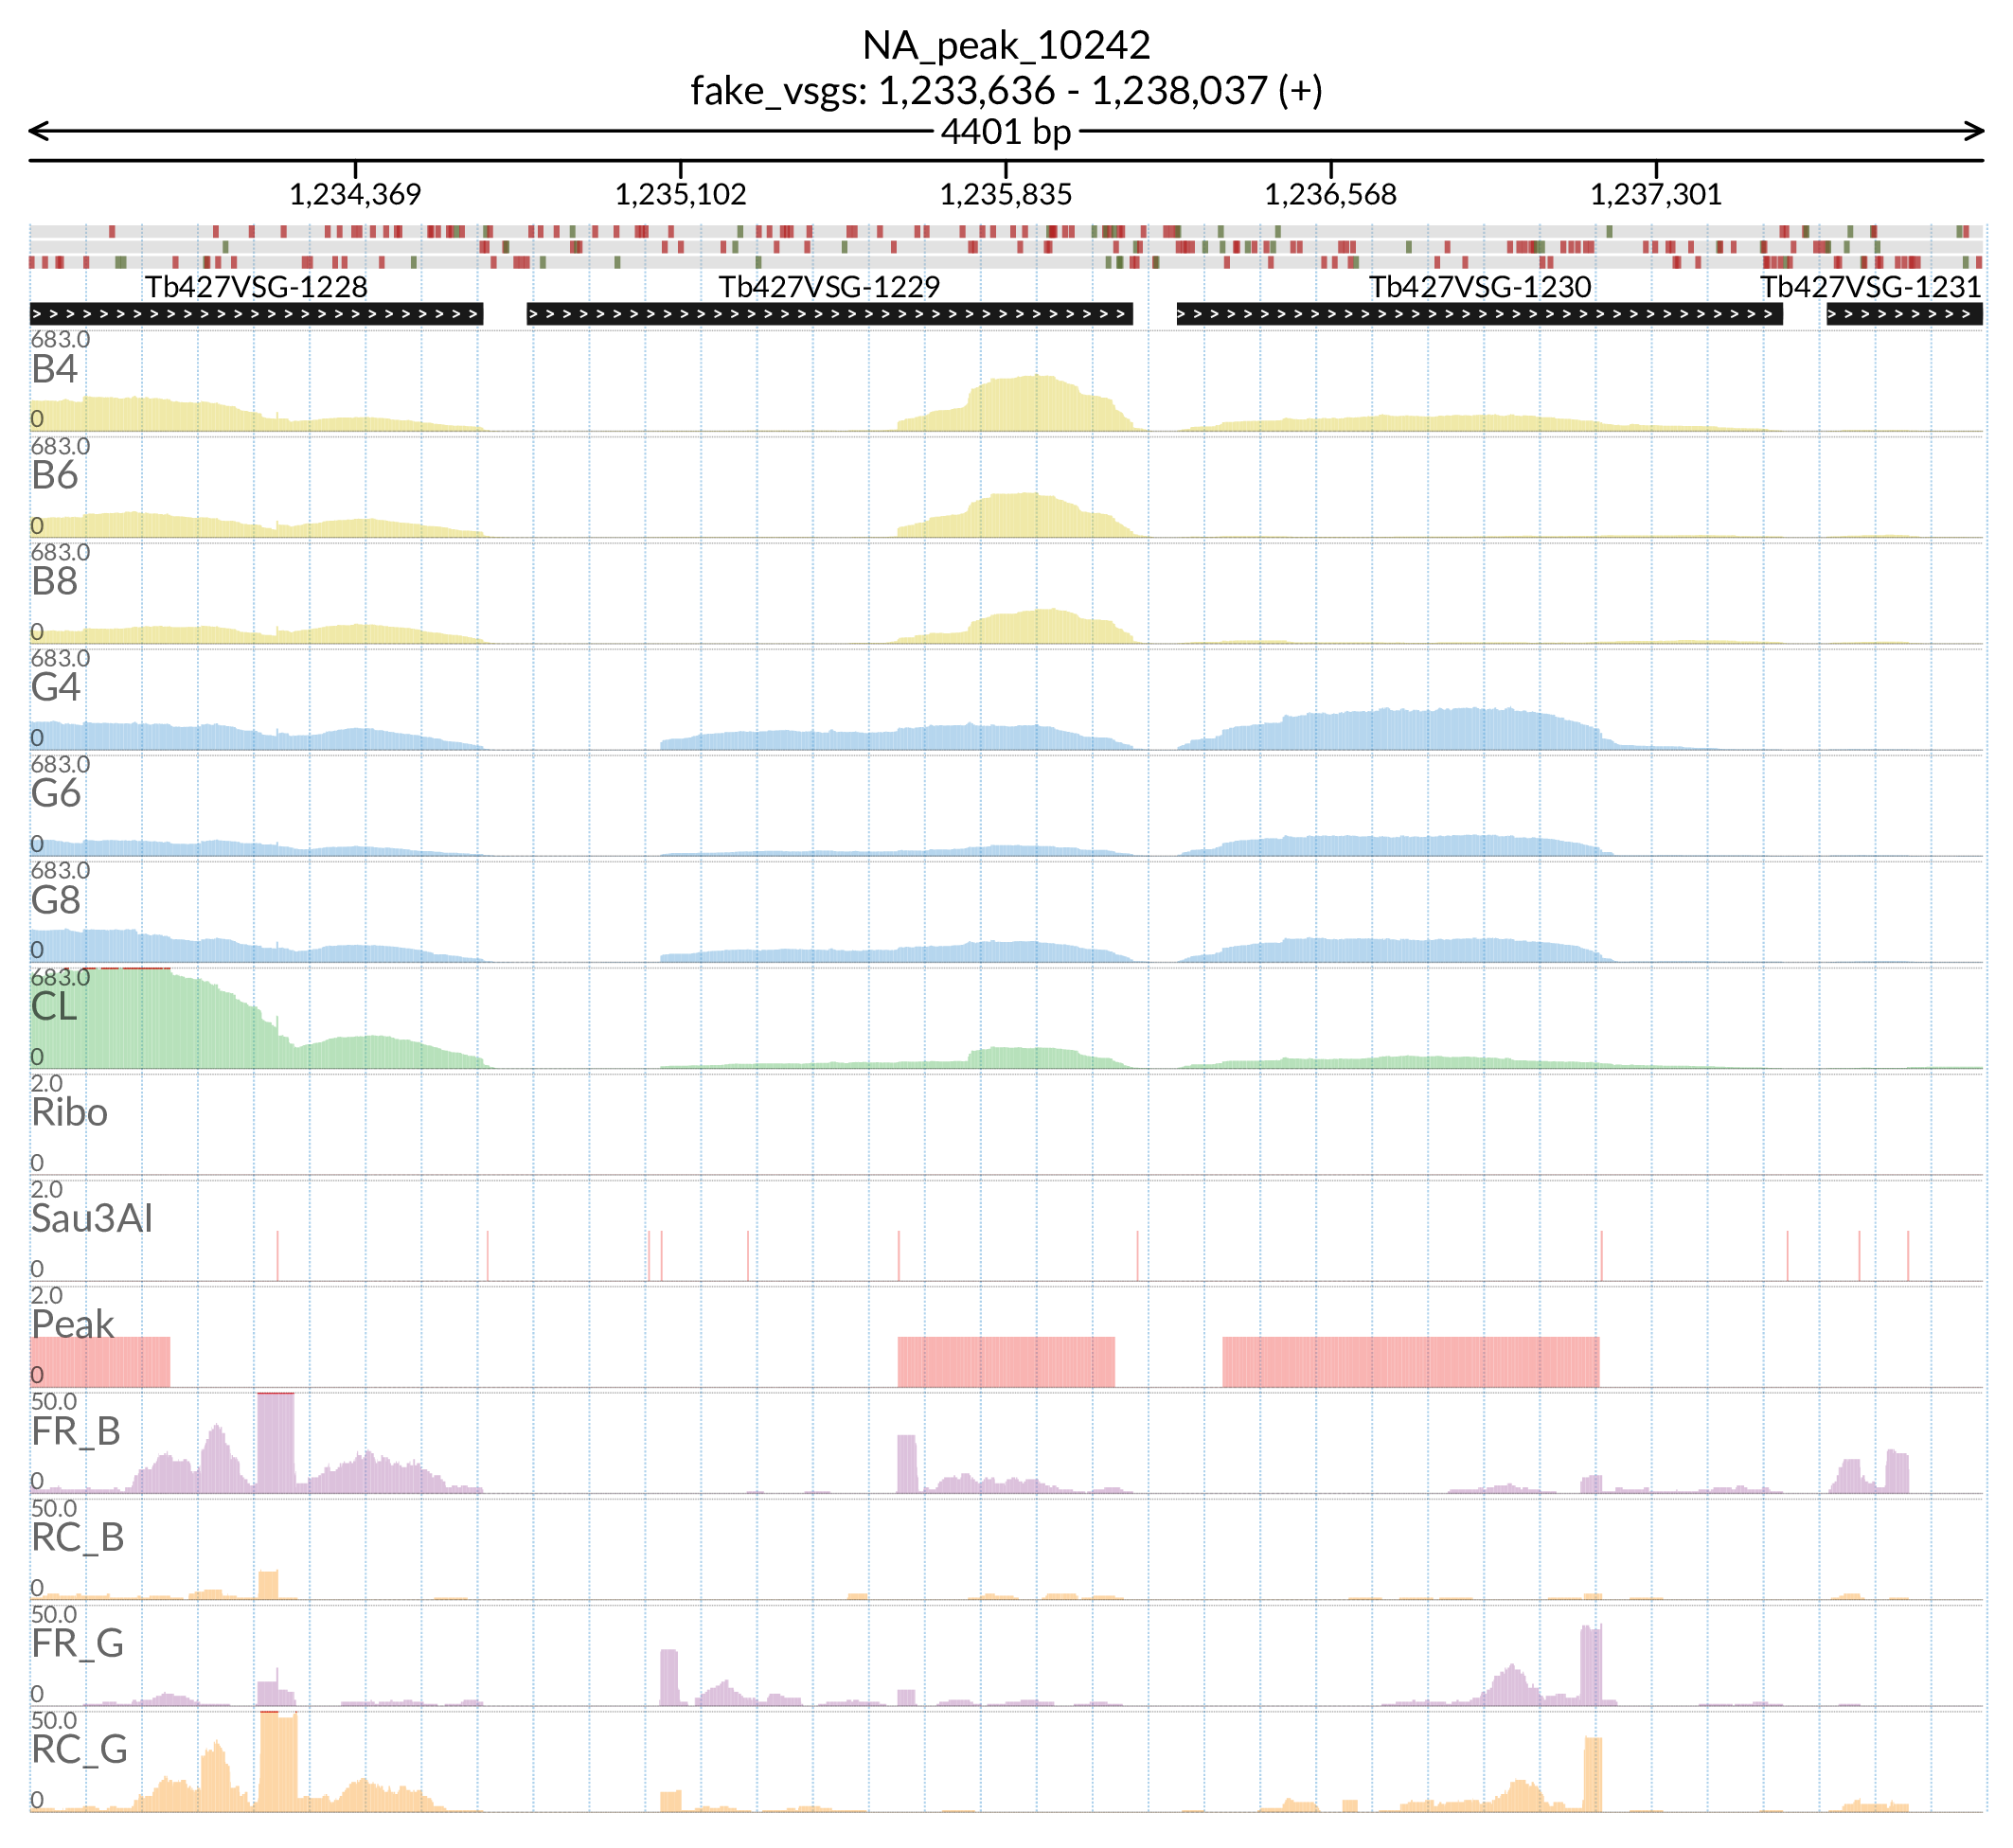 NA_peak_10242
fake_vsgs: 1,233,636 - 1,238,037 (+)
4401 bp
1,234,369 1,235,102 1,235,835 1,236,568 1,237,301
Tb427VSG-1228 Tb427VSG-1229 Tb427VSG-1230 Tb427VSG-1231
683.0
B4
0
683.0
B6
0
683.0
B8
0
683.0
G4
0
683.0
G6
0
683.0
G8
0
683.0
CL
0
2.0
Ribo
0
2.0
Sau3AI
0
2.0
Peak
0
50.0
FR_B
0
50.0
RC_B
0
50.0
FR_G
0
50.0
RC_G
0